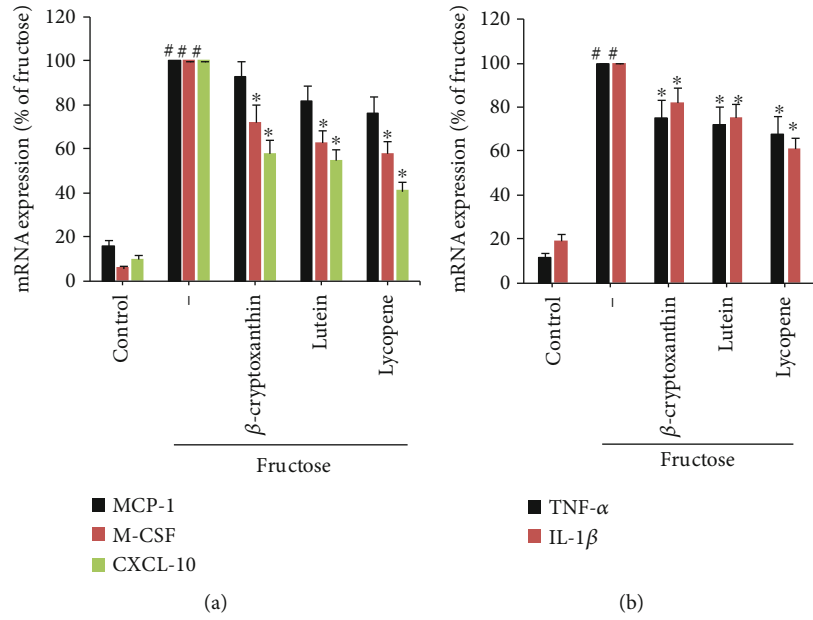 mRNA expression (% of fructose)
120
100
80
60
40
20
0
# # #
* *
* *
* *
Control
–
β-cryptoxanthin
Lutein
Lycopene
Fructose
MCP-1
M-CSF
CXCL-10
(a)
mRNA expression (% of fructose)
120
100
80
60
40
20
0
# #
* *
* *
* *
Control
–
β-cryptoxanthin
Lutein
Lycopene
Fructose
TNF-α
IL-1β
(b)